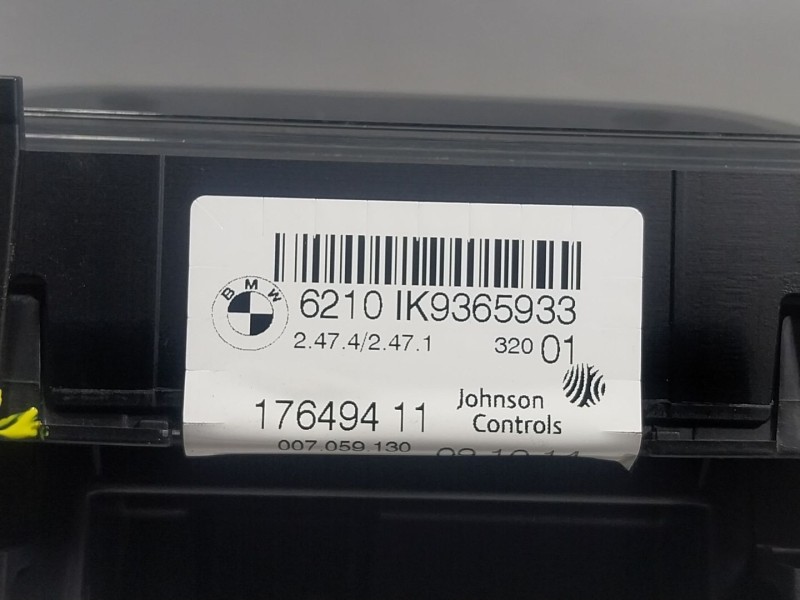 BMW
6210 IK9365933
2.47.4/2.47.1 320 01
Johnson
176494 11
Controls
007.059.130